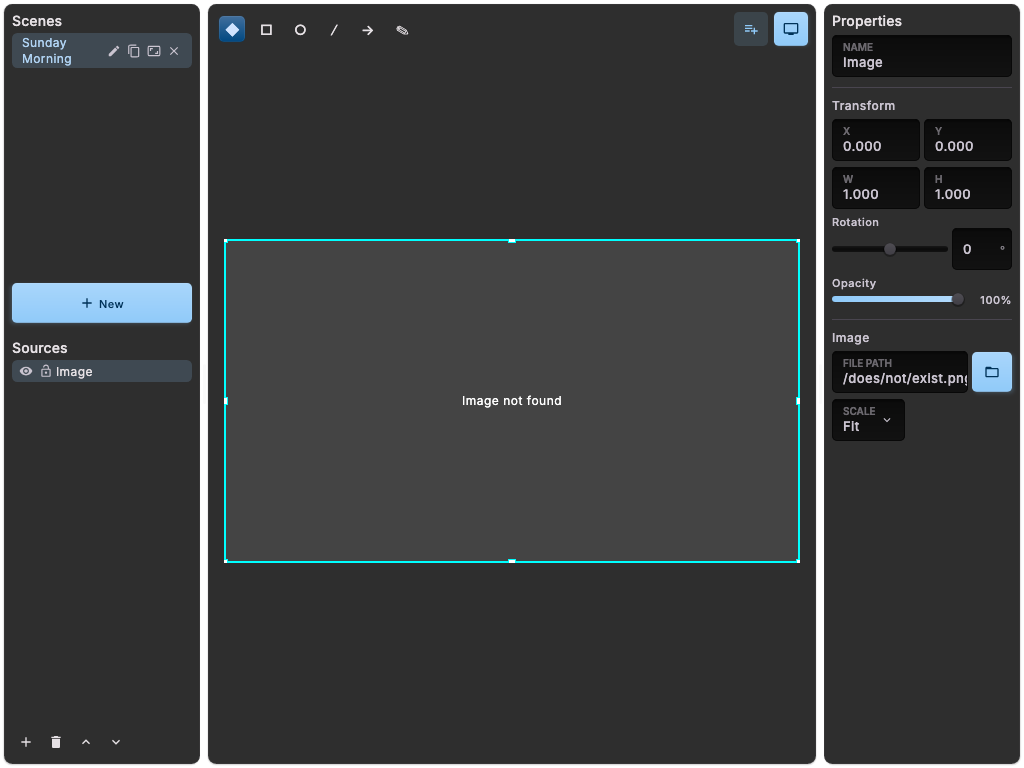 Scenes
Sunday
Morning
New
Sources
Image
Image not found
Properties
NAME
Image
Transform
X
0.000
Y
0.000
W
1.000
H
1.000
Rotation
0 °
Opacity
100%
Image
FILE PATH
/does/not/exist.png
SCALE
Fit